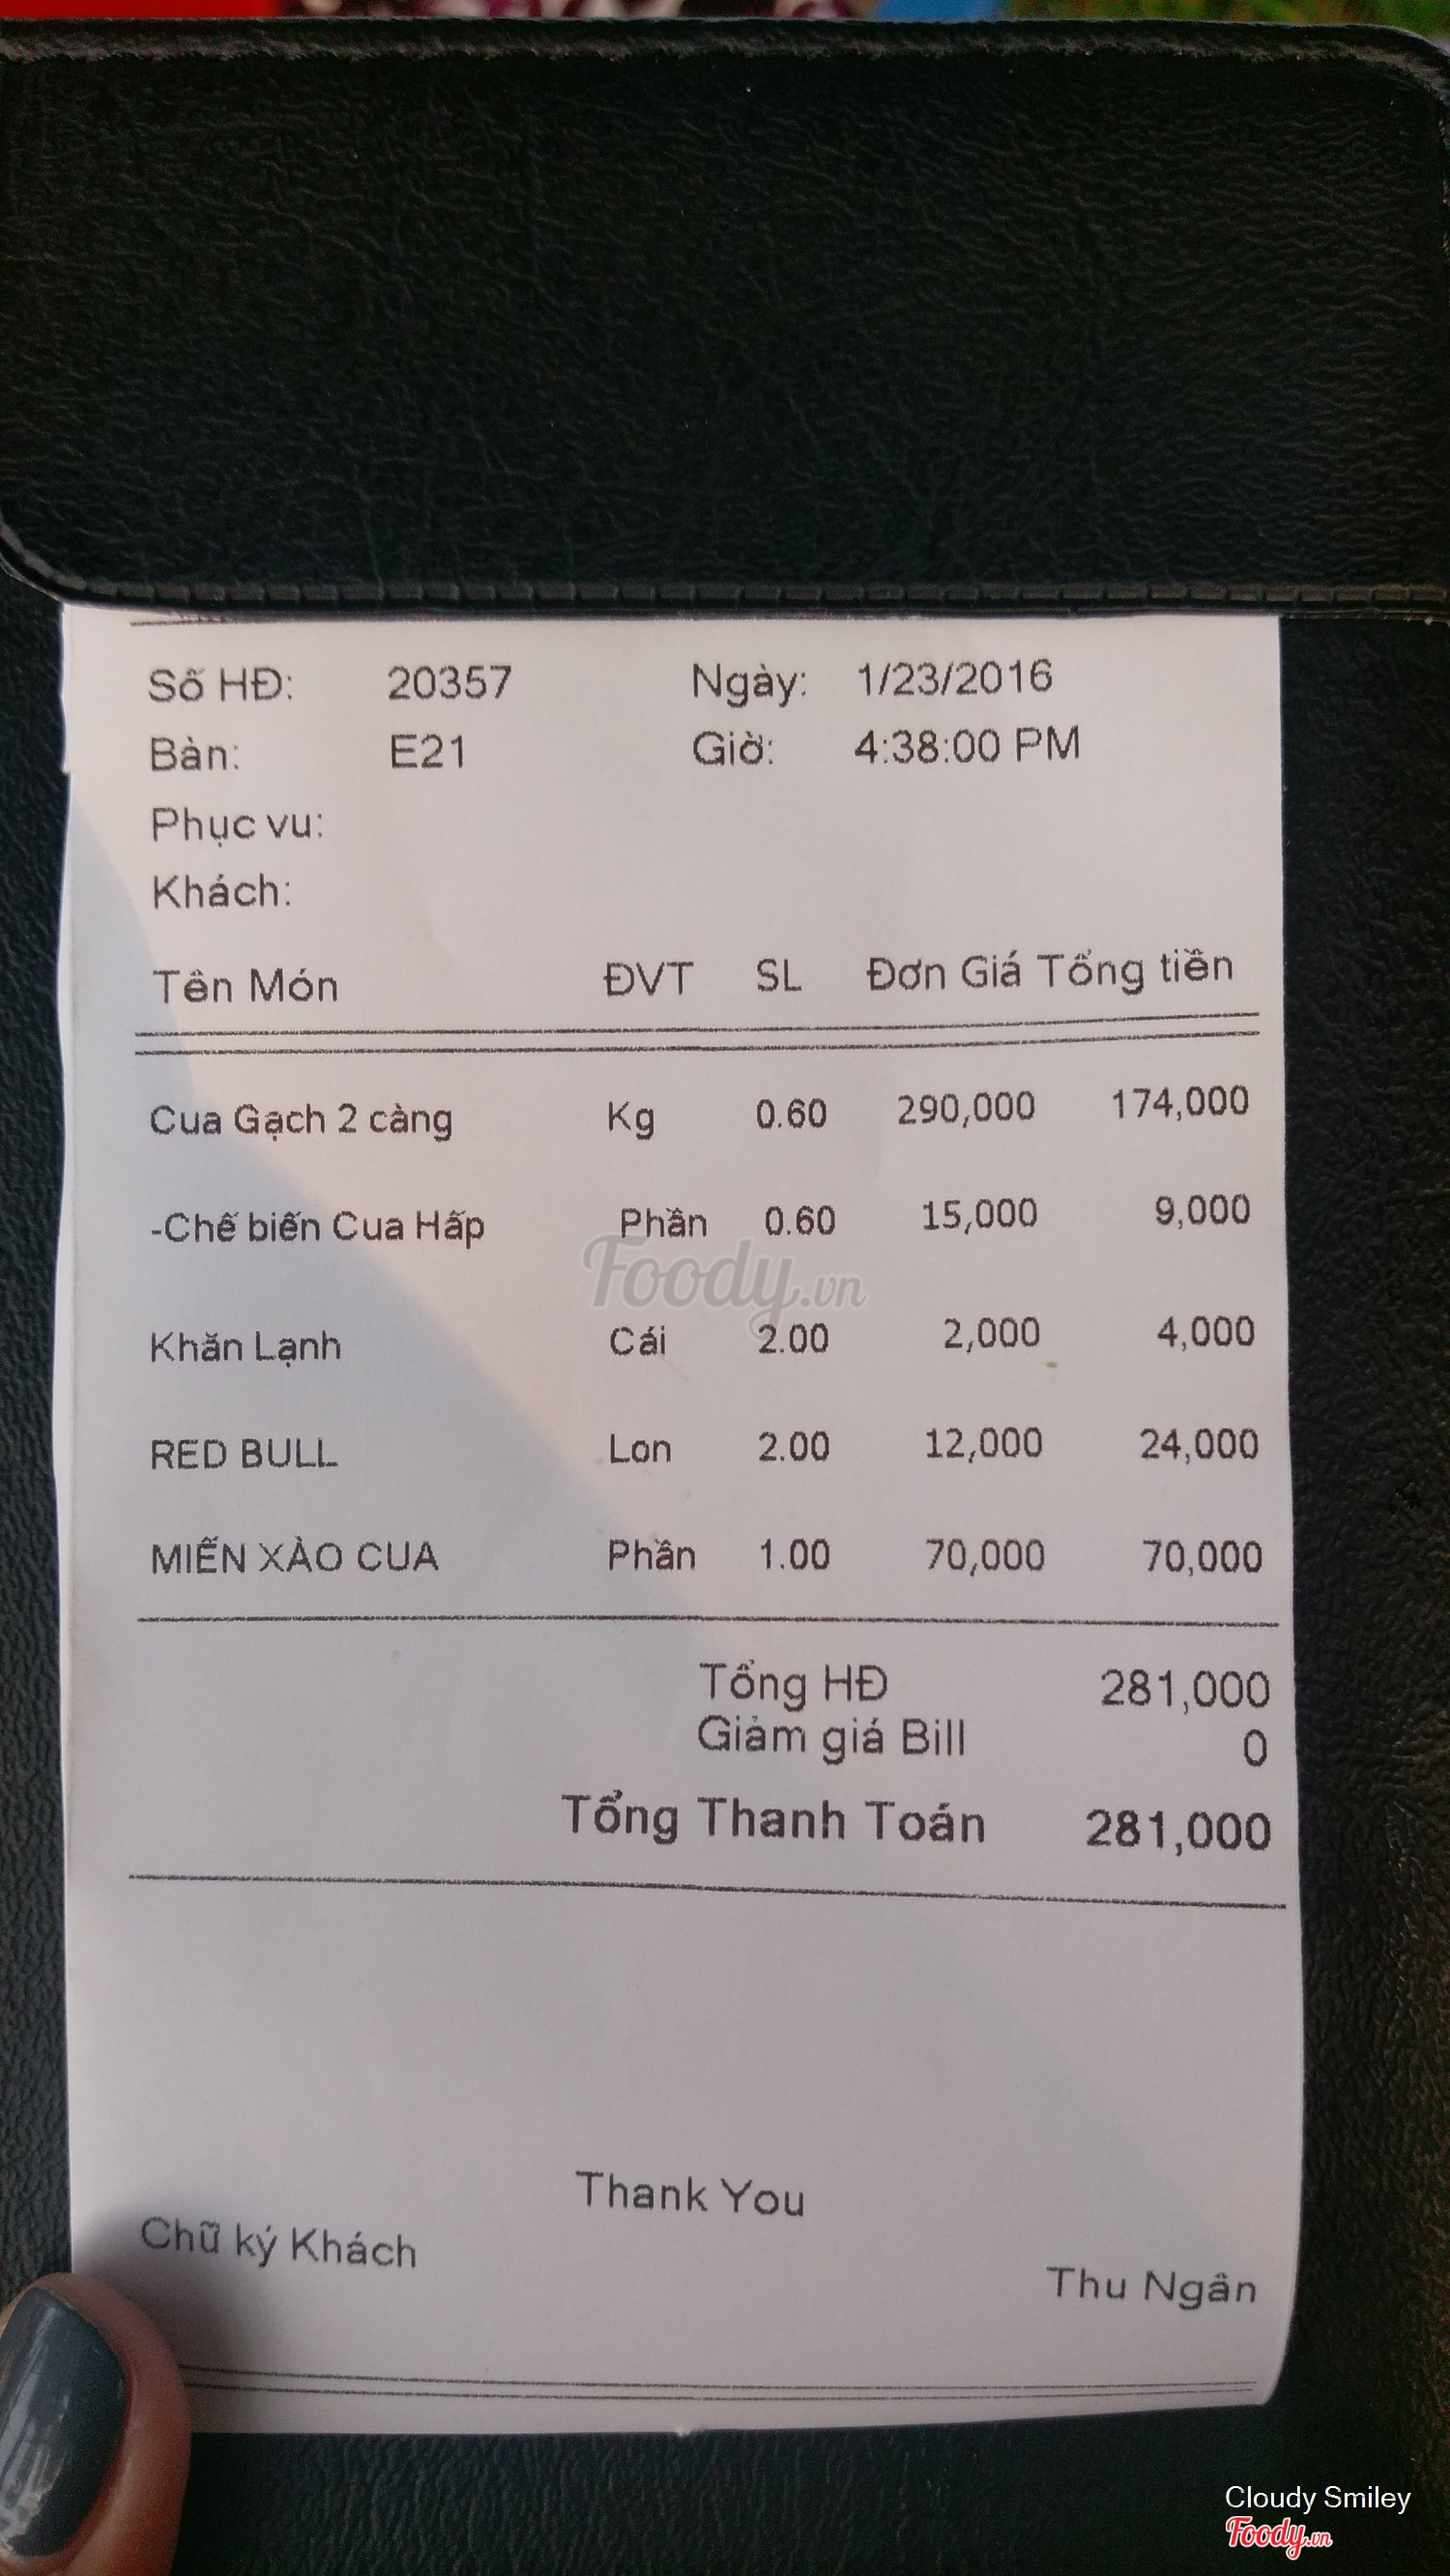 Số HĐ: 20357 Ngày: 1/23/2016
Bàn: E21 Giờ: 4:38:00 PM
Phục vu:
Khách:
Tên Món ĐVT SL Đơn Giá Tổng tiền
Cua Gạch 2 càng Kg 0.60 290,000 174,000
-Chế biến Cua Hấp Phần 0.60 15,000 9,000
Foody.vn
Khăn Lạnh Cái 2.00 2,000 4,000
RED BULL Lon 2.00 12,000 24,000
MIẾN XÀO CUA Phần 1.00 70,000 70,000
Tổng HĐ 281,000
Giảm giá Bill 0
Tổng Thanh Toán 281,000
Thank You
Chữ ký Khách
Thu Ngân
Cloudy Smiley
Foody.vn